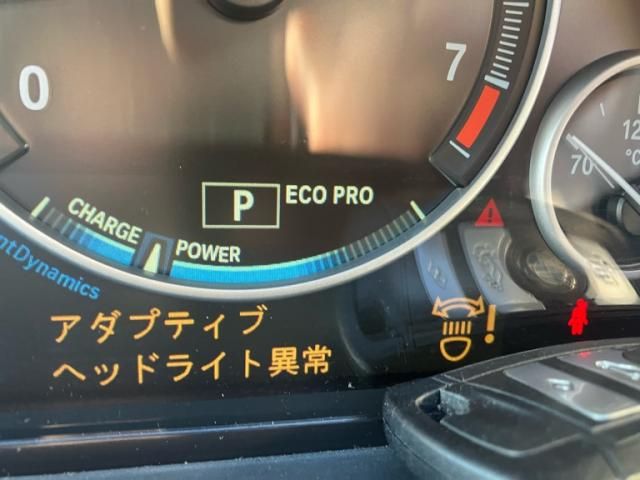 0
7
12
°C
70
P
ECO PRO
CHARGE
POWER
ntDynamics
アダプティブ
ヘッドライト異常